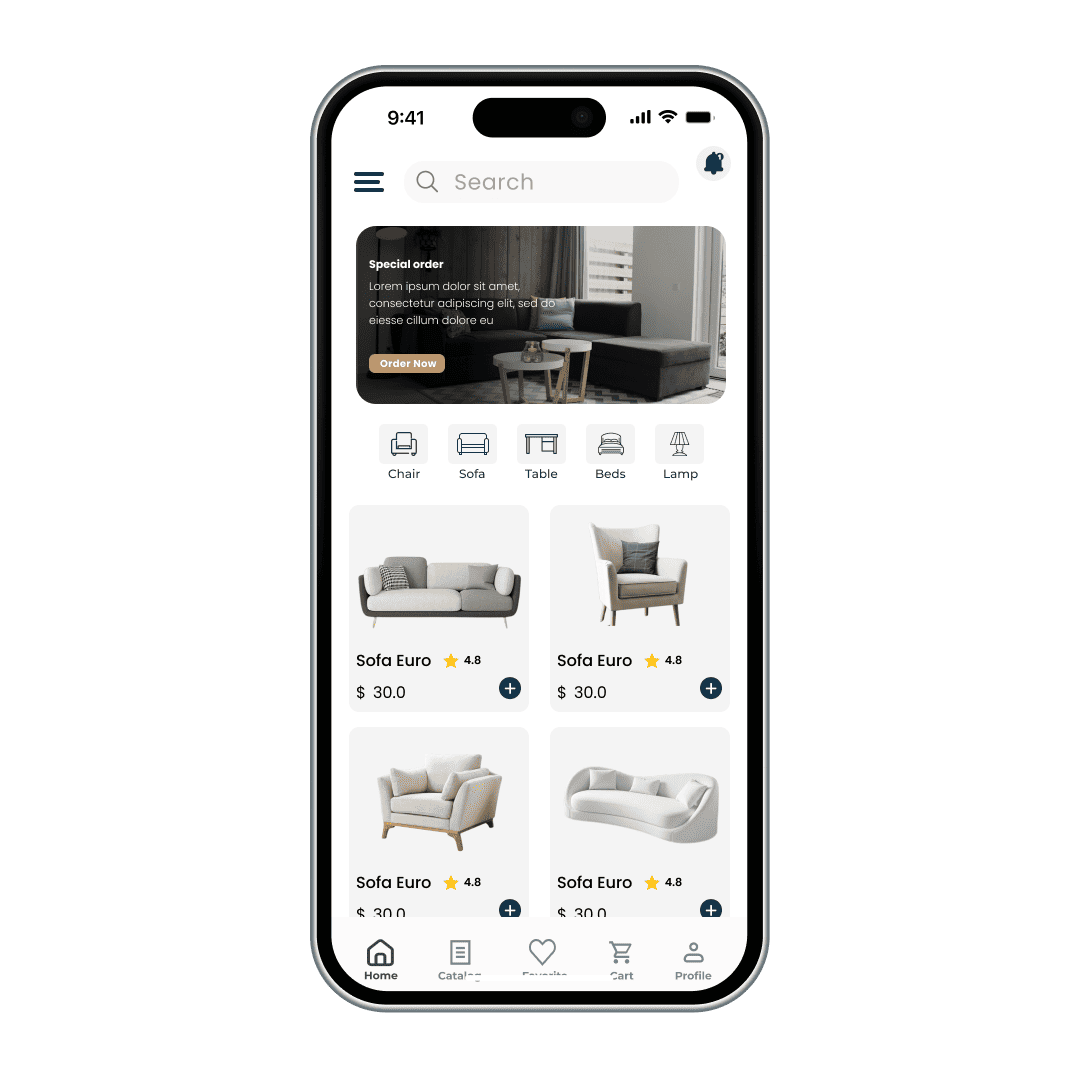 9:41
Search
Special order
Lorem ipsum dolor sit amet,
consectetur adipiscing elit, sed do
eiesse cillum dolore eu
Order Now
Chair Sofa Table Beds Lamp
Sofa Euro 4.8 Sofa Euro 4.8
$ 30.0 $ 30.0
Sofa Euro 4.8 Sofa Euro 4.8
$ 30.0 $ 30.0
Home Catalog Favorite Cart Profile